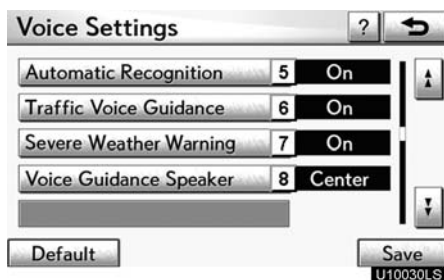 Voice Settings ?
Automatic Recognition 5 On
Traffic Voice Guidance 6 On
Severe Weather Warning 7 On
Voice Guidance Speaker 8 Center
Default Save
U10030LS